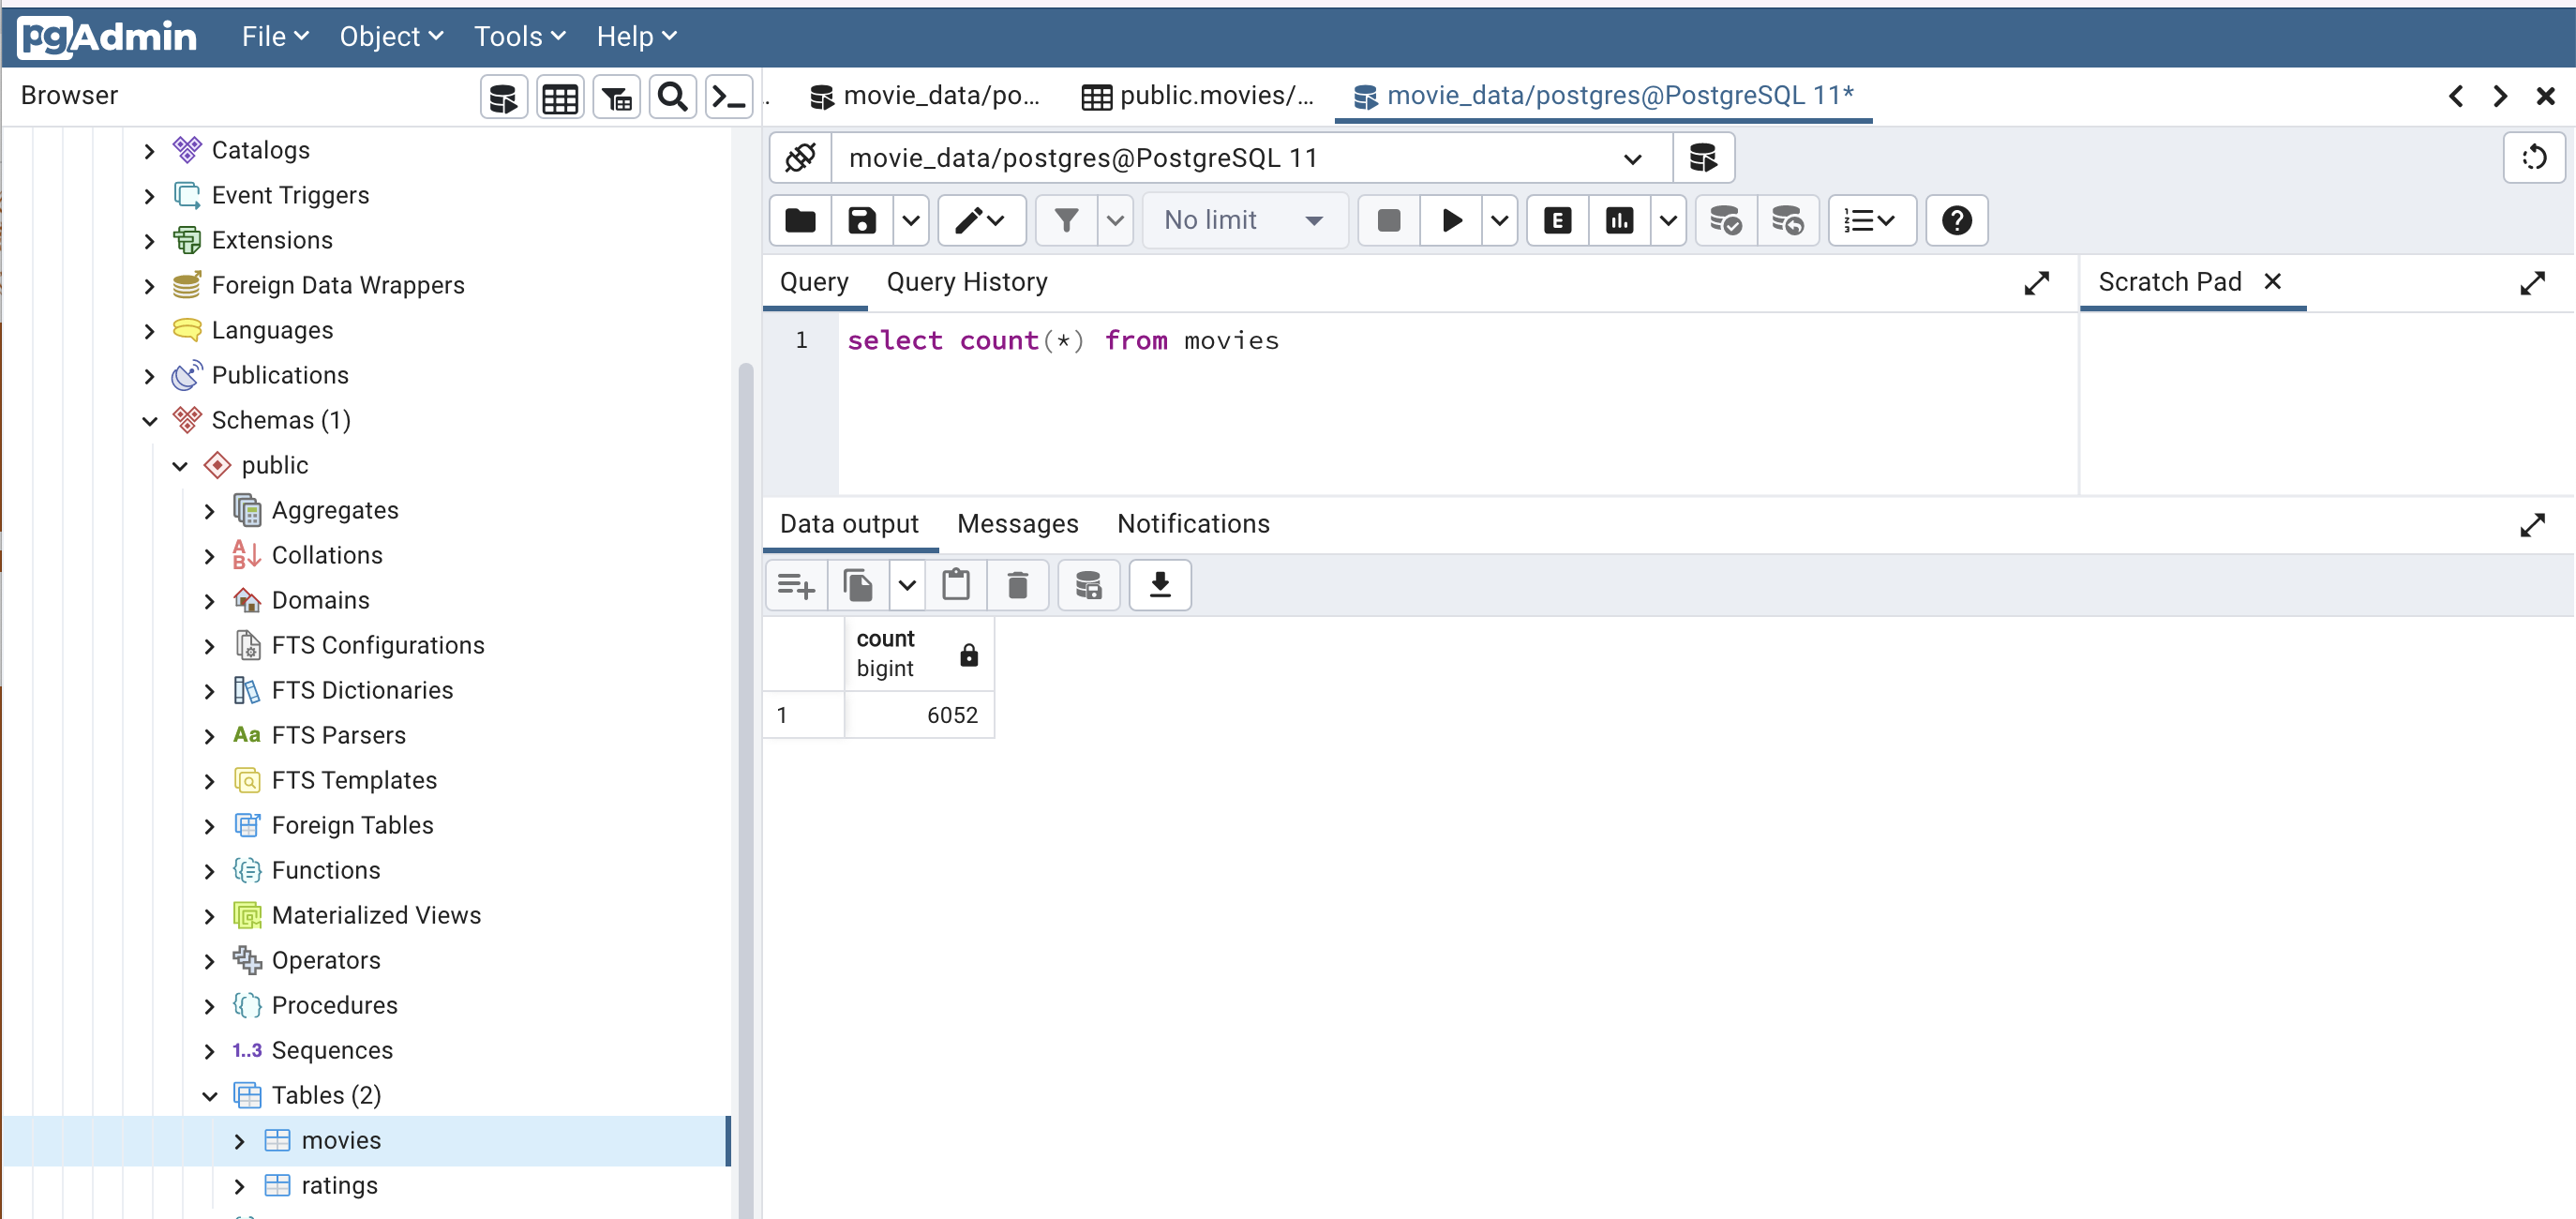 pgAdmin File Object Tools Help
Browser
movie_data/po... public.movies/... movie_data/postgres@PostgreSQL 11*
movie_data/postgres@PostgreSQL 11
No limit E
Query Query History Scratch Pad
1 select count(*) from movies
Data output Messages Notifications
count
bigint
1 6052
Catalogs
Event Triggers
Extensions
Foreign Data Wrappers
Languages
Publications
Schemas (1)
public
Aggregates
Collations
Domains
FTS Configurations
FTS Dictionaries
Aa FTS Parsers
FTS Templates
Foreign Tables
Functions
Materialized Views
Operators
Procedures
1..3 Sequences
Tables (2)
movies
ratings